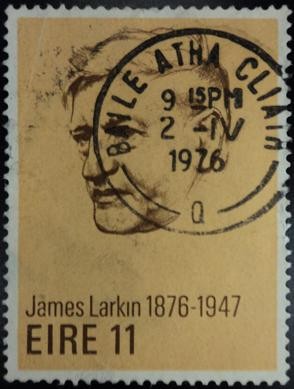 BAILE ATHA CLIATH
9 15PM
2 -IV
1976
Q
James Larkin 1876-1947
EIRE 11